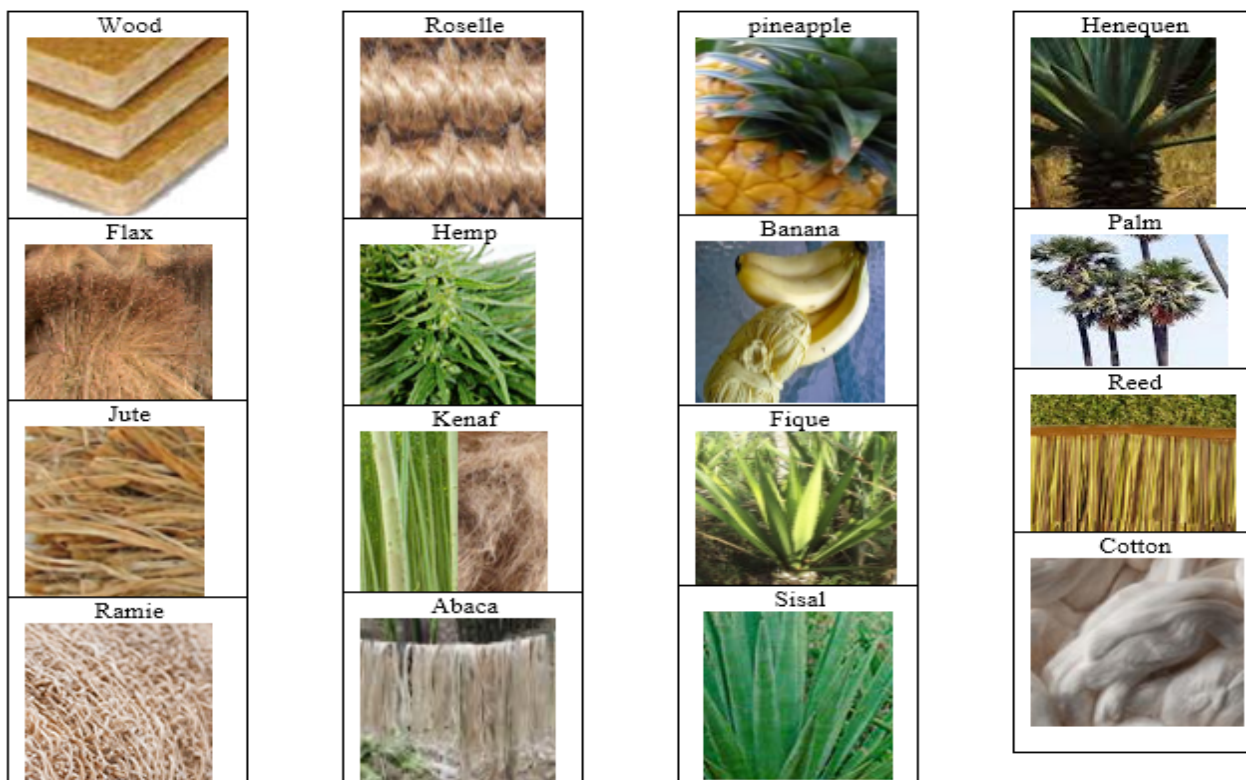 Wood
Flax
Jute
Ramie
Roselle
Hemp
Kenaf
Abaca
pineapple
Banana
Fique
Sisal
Henequen
Palm
Reed
Cotton